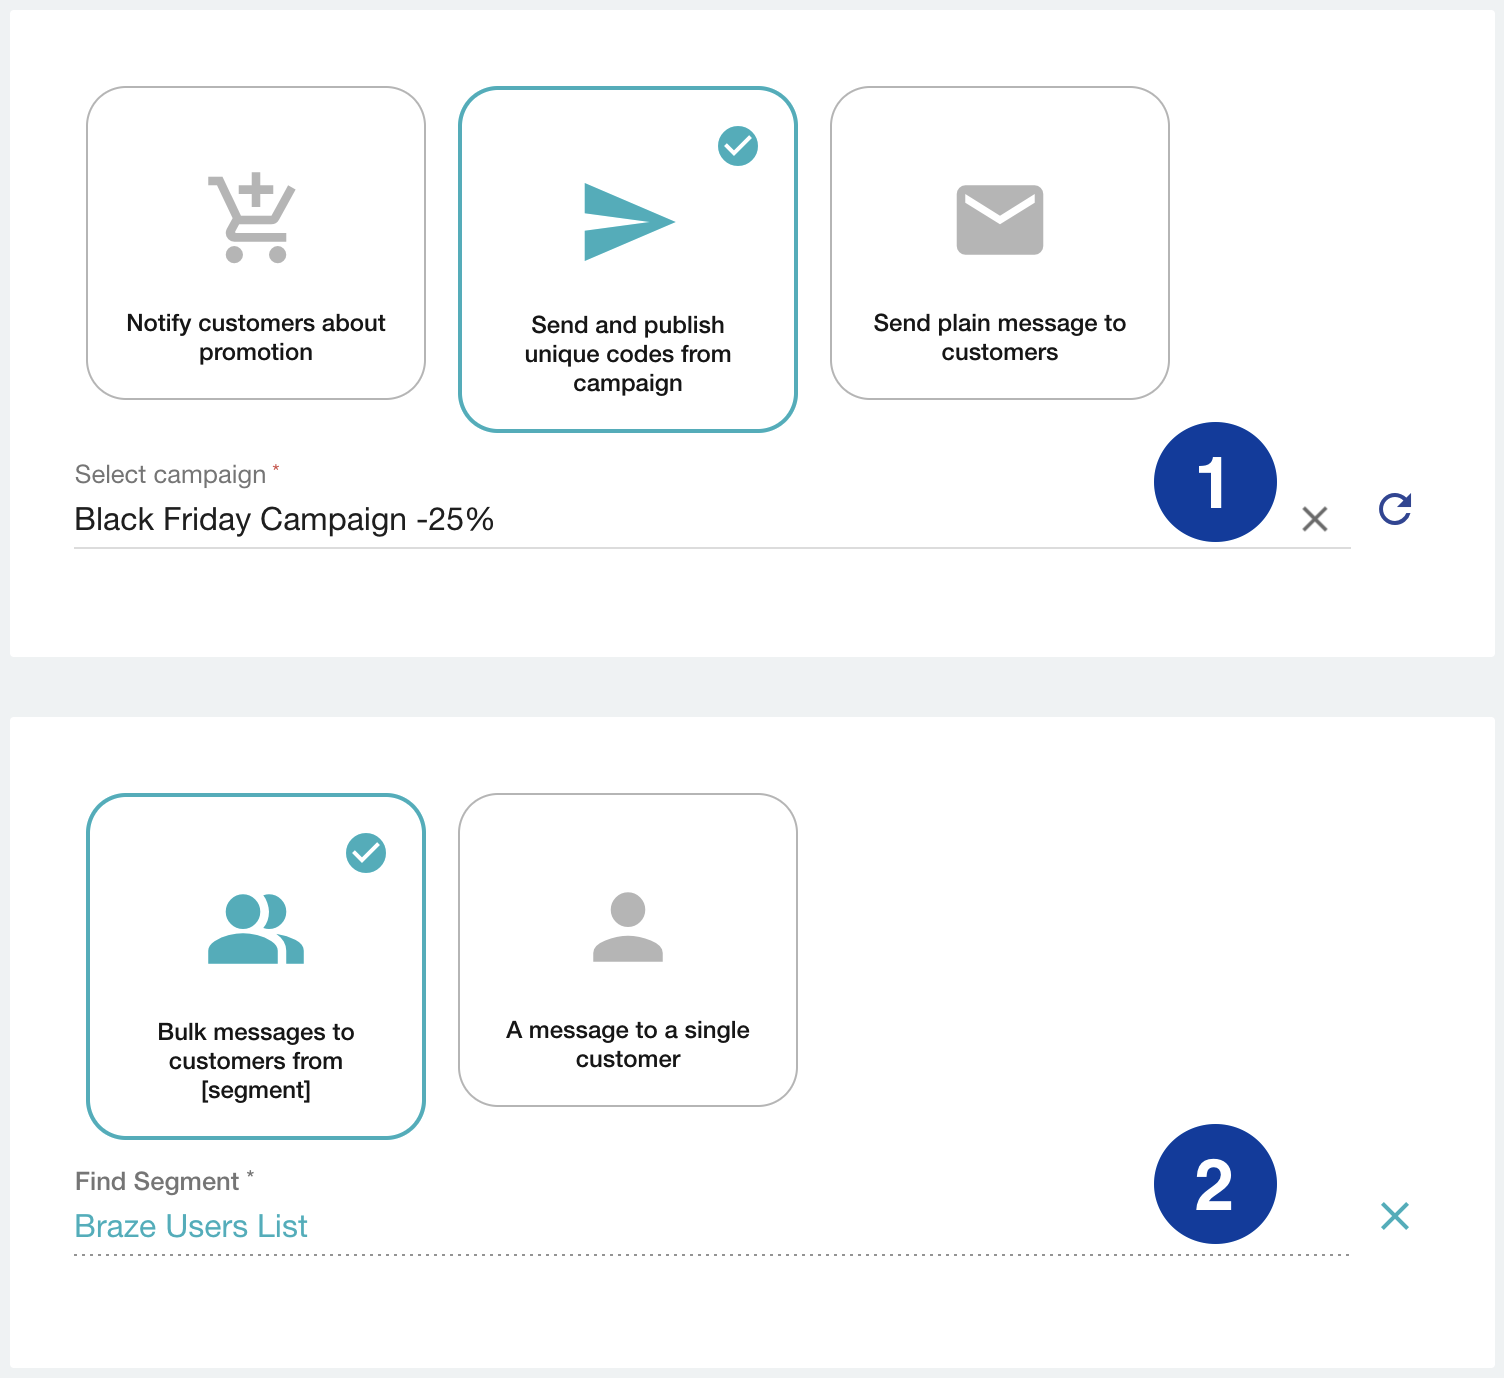 Notify customers about
promotion
Send and publish
unique codes from
campaign
Send plain message to
customers
Select campaign *
Black Friday Campaign -25%
1
Bulk messages to
customers from
[segment]
A message to a single
customer
Find Segment *
Braze Users List
2